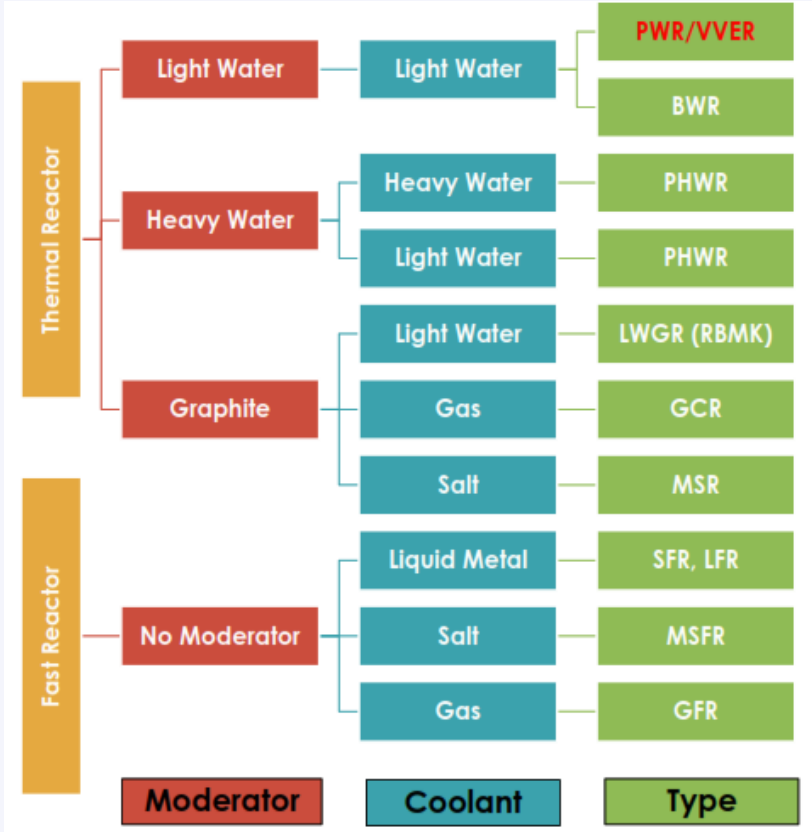 Thermal Reactor
Light Water
Light Water
PWR/VVER
BWR
Heavy Water
Heavy Water
PHWR
Light Water
PHWR
Graphite
Light Water
LWGR (RBMK)
Gas
GCR
Salt
MSR
Fast Reactor
No Moderator
Liquid Metal
SFR, LFR
Salt
MSFR
Gas
GFR
Moderator
Coolant
Type